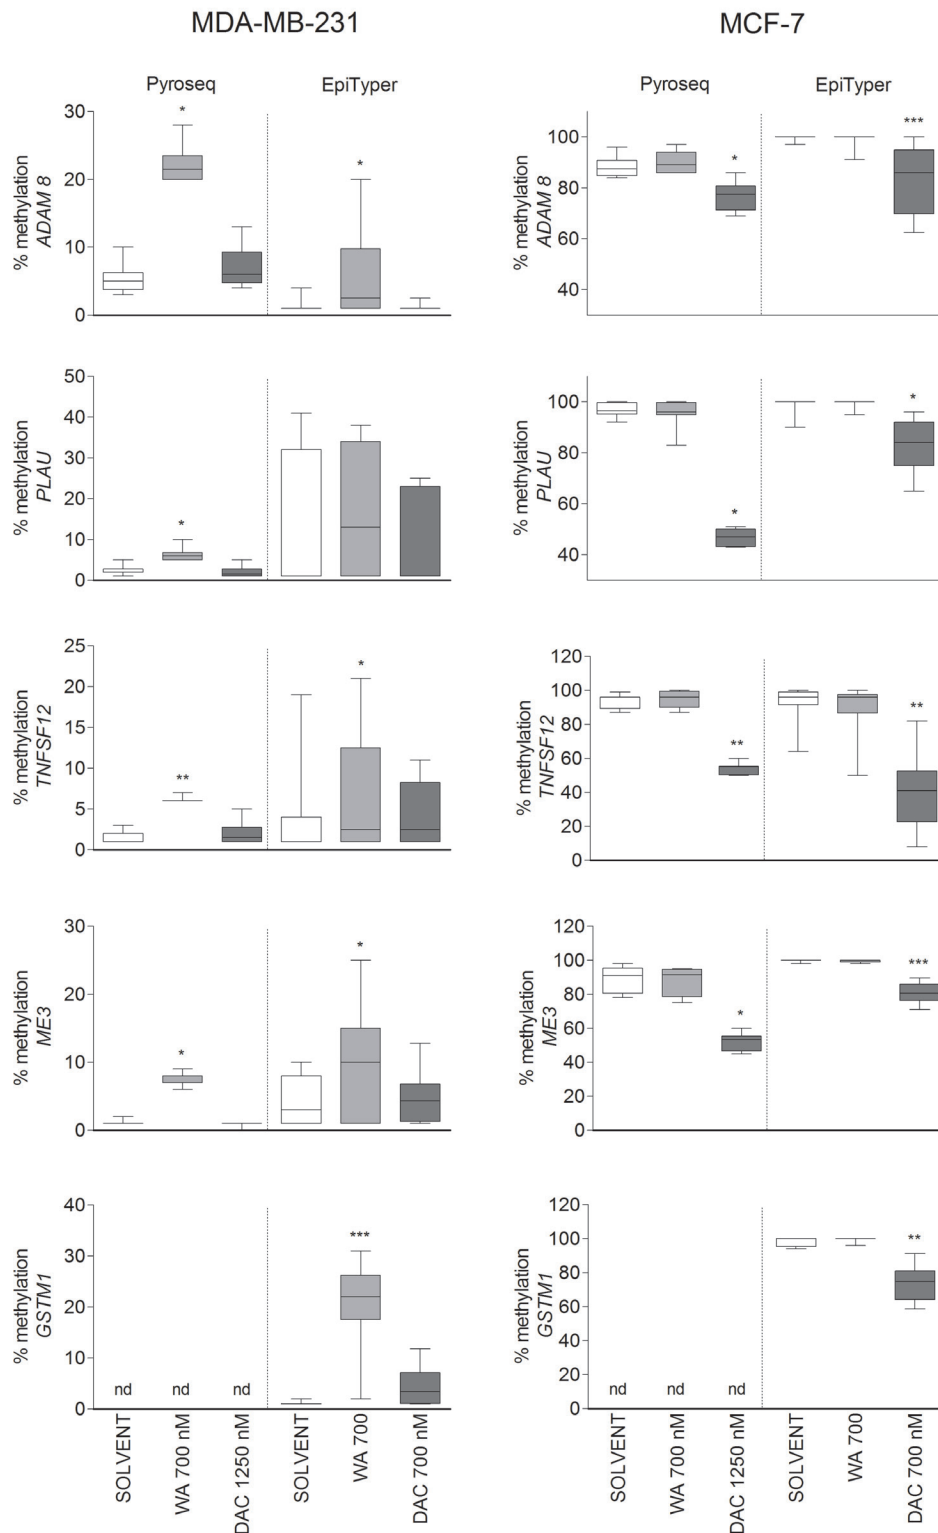 MDA-MB-231
MCF-7
Pyroseq
EpiTyper
Pyroseq
EpiTyper
% methylation
ADAM 8
30
20
10
0
*
*
% methylation
ADAM 8
100
80
60
40
*
***
% methylation
PLAU
50
40
30
20
10
0
*
% methylation
PLAU
100
80
60
40
*
*
% methylation
TNFSF12
25
20
15
10
5
0
**
*
% methylation
TNFSF12
120
100
80
60
40
20
0
**
**
% methylation
ME3
30
20
10
0
*
*
% methylation
ME3
120
100
80
60
40
20
0
*
***
% methylation
GSTM1
40
30
20
10
0
nd
nd
nd
***
% methylation
GSTM1
120
100
80
60
40
20
0
nd
nd
nd
**
SOLVENT
WA 700 nM
DAC 1250 nM
SOLVENT
WA 700
DAC 700 nM
SOLVENT
WA 700 nM
DAC 1250 nM
SOLVENT
WA 700
DAC 700 nM